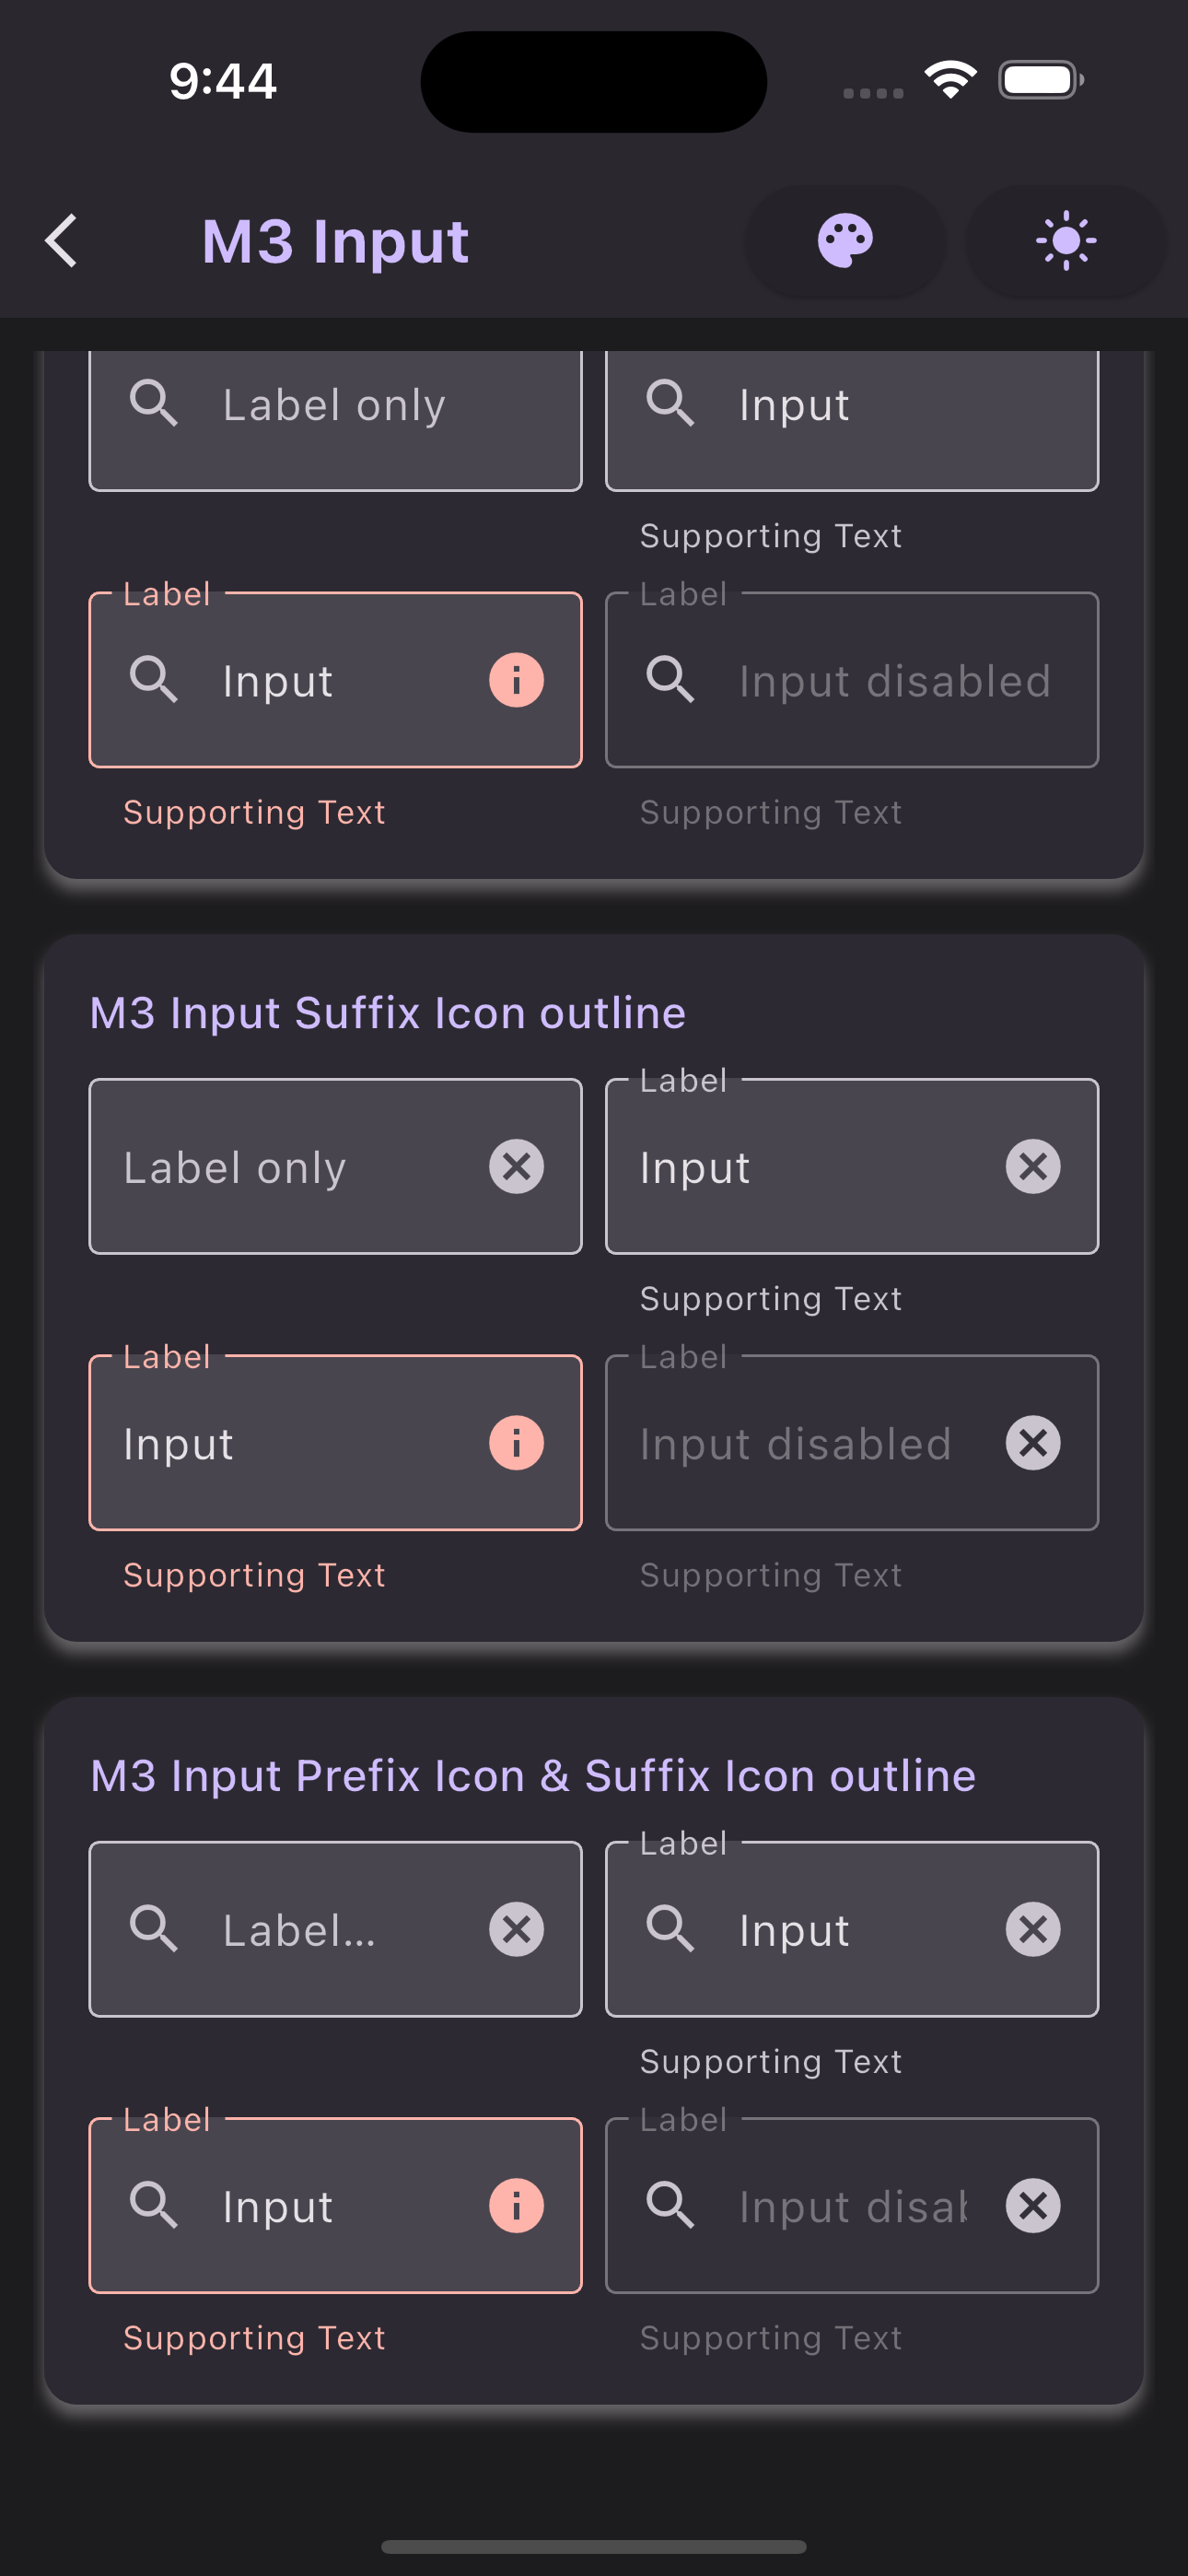 9:44
M3 Input
Label only
Input
Supporting Text
Label
Label
Input
Input disabled
Supporting Text
Supporting Text
M3 Input Suffix Icon outline
Label
Label only
Input
Supporting Text
Label
Label
Input
Input disabled
Supporting Text
Supporting Text
M3 Input Prefix Icon & Suffix Icon outline
Label
Label...
Input
Supporting Text
Label
Label
Input
Input disab
Supporting Text
Supporting Text